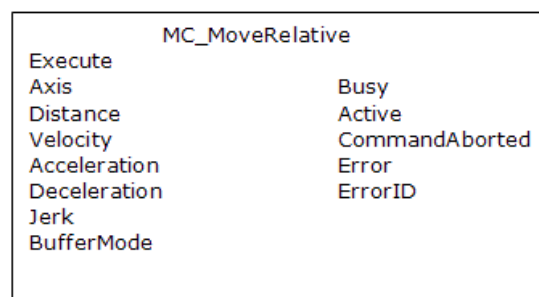 MC_MoveRelative
Execute
Axis Busy
Distance Active
Velocity CommandAborted
Acceleration Error
Deceleration ErrorID
Jerk
BufferMode